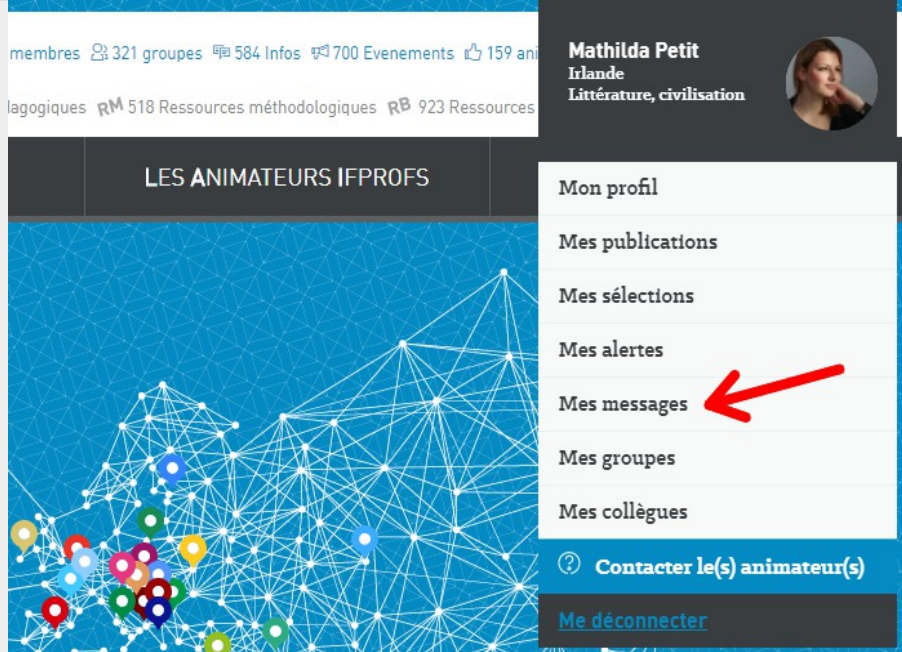 membres 321 groupes 584 Infos 700 Evenements 159 ani
agogiques RM 518 Ressources méthodologiques RB 923 Ressources
LES ANIMATEURS IFPROFS
Mathilda Petit
Irlande
Littérature, civilisation
Mon profil
Mes publications
Mes sélections
Mes alertes
Mes messages
Mes groupes
Mes collègues
? Contacter le(s) animateur(s)
Me déconnecter